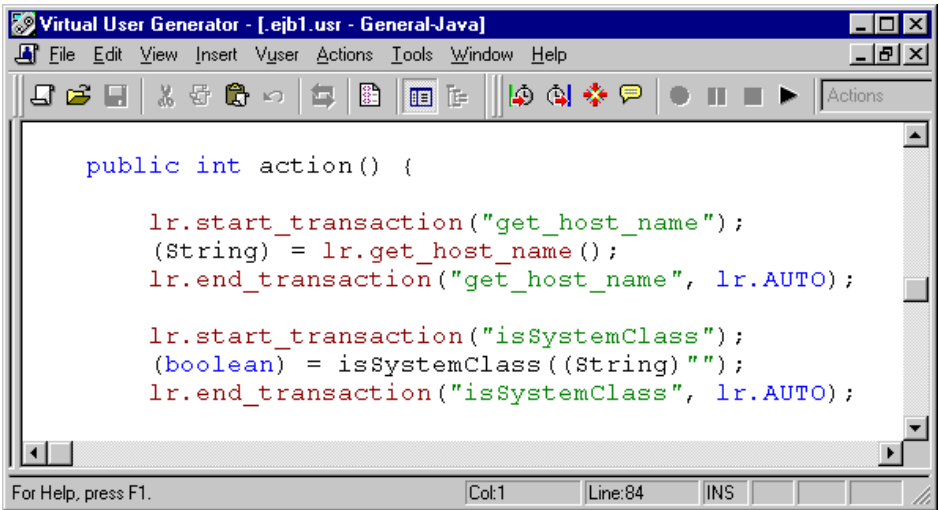 Virtual User Generator - [.ejb1.usr - General-Java]
File Edit View Insert Vuser Actions Tools Window Help
Actions
public int action() {
lr.start_transaction("get_host_name");
(String) = lr.get_host_name();
lr.end_transaction("get_host_name", lr.AUTO);
lr.start_transaction("isSystemClass");
(boolean) = isSystemClass((String)"");
lr.end_transaction("isSystemClass", lr.AUTO);
For Help, press F1. Col:1 Line:84 INS